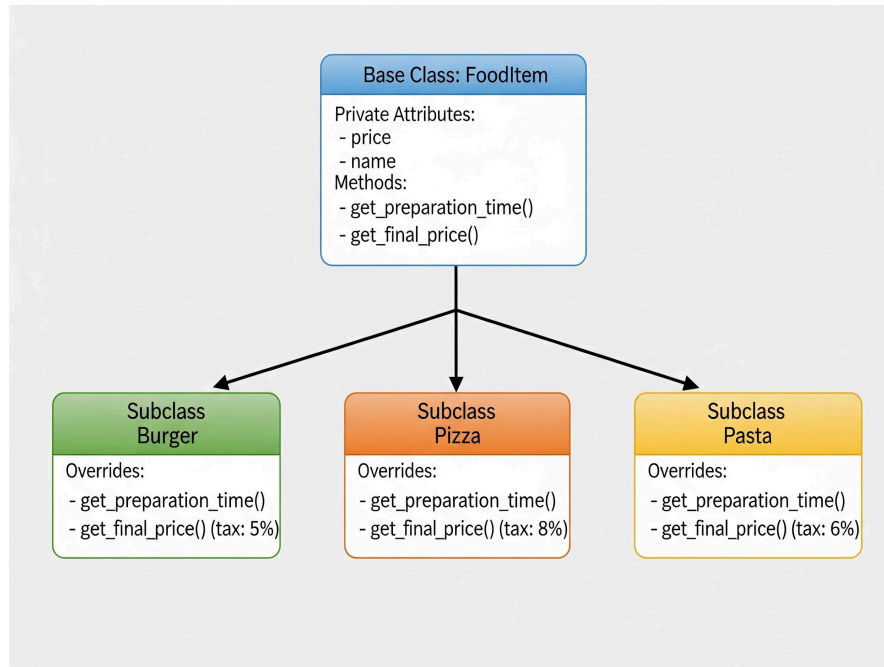 Base Class: FoodItem
Private Attributes:
- price
- name
Methods:
- get_preparation_time()
- get_final_price()
Subclass
Burger
Overrides:
- get_preparation_time()
- get_final_price() (tax: 5%)
Subclass
Pizza
Overrides:
- get_preparation_time()
- get_final_price() (tax: 8%)
Subclass
Pasta
Overrides:
- get_preparation_time()
- get_final_price() (tax: 6%)